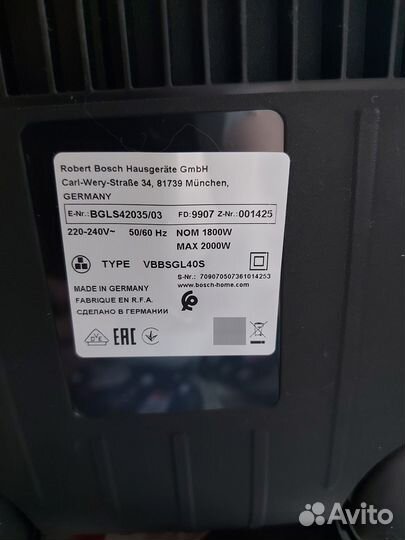 Robert Bosch Hausgeräte GmbH
Carl-Wery-Straße 34, 81739 München,
GERMANY
E-Nr.: BGLS42035/03 FD: 9907 Z-Nr.: 001425
220-240V~ 50/60 Hz NOM 1800W
MAX 2000W
TYPE VBBSGL40S
S-Nr.: 709070507361014253
www.bosch-home.com
MADE IN GERMANY
FABRIQUE EN R.F.A.
СДЕЛАНО В ГЕРМАНИИ
VDE EAC
Avito